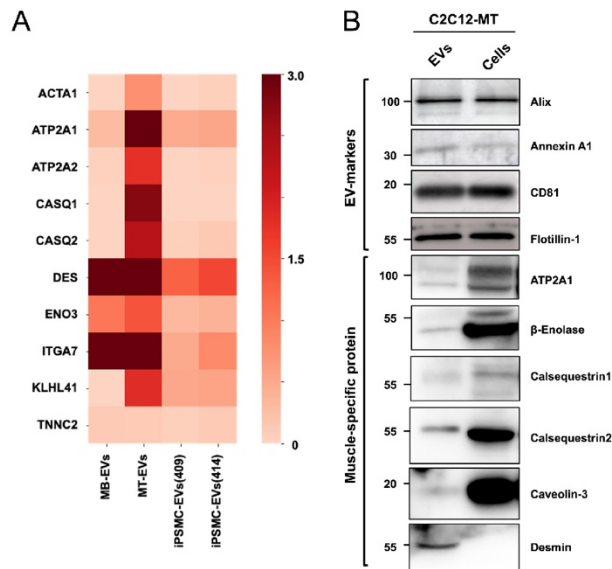 A
ACTA1
ATP2A1
ATP2A2
CASQ1
CASQ2
DES
ENO3
ITGA7
KLHL41
TNNC2
3.0
1.5
0
MB-EVs
MT-EVs
iPSMC-EVs(409)
iPSMC-EVs(414)
B
C2C12-MT
EVs
Cells
EV-markers
100
Alix
30
Annexin A1
20
CD81
55
Flotillin-1
Muscle-specific protein
100
ATP2A1
55
β-Enolase
55
Calsequestrin1
55
Calsequestrin2
20
Caveolin-3
55
Desmin